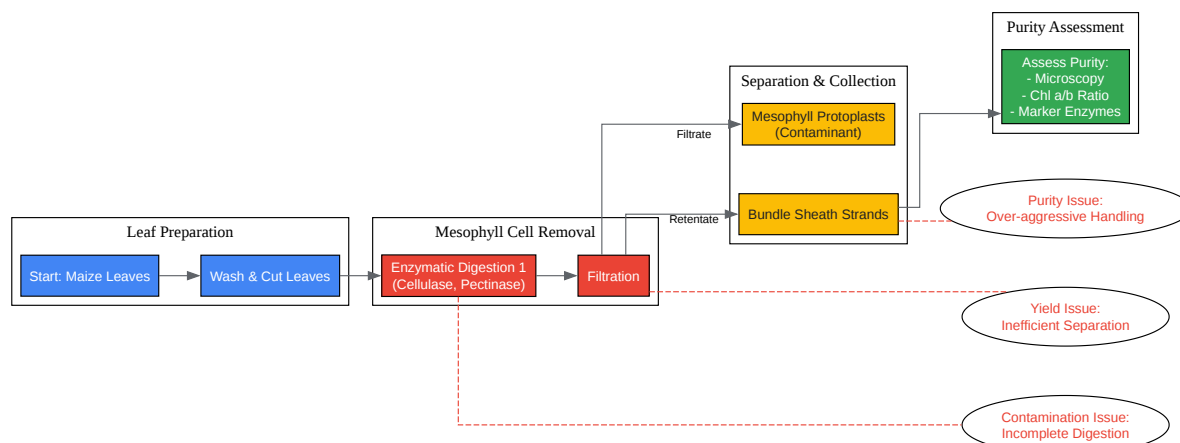 Purity Assessment
Assess Purity:
- Microscopy
- Chl a/b Ratio
- Marker Enzymes
Separation & Collection
Mesophyll Protoplasts
(Contaminant)
Filtrate
Bundle Sheath Strands
Retentate
Purity Issue:
Over-aggressive Handling
Leaf Preparation
Start: Maize Leaves
Wash & Cut Leaves
Mesophyll Cell Removal
Enzymatic Digestion 1
(Cellulase, Pectinase)
Filtration
Yield Issue:
Inefficient Separation
Contamination Issue:
Incomplete Digestion